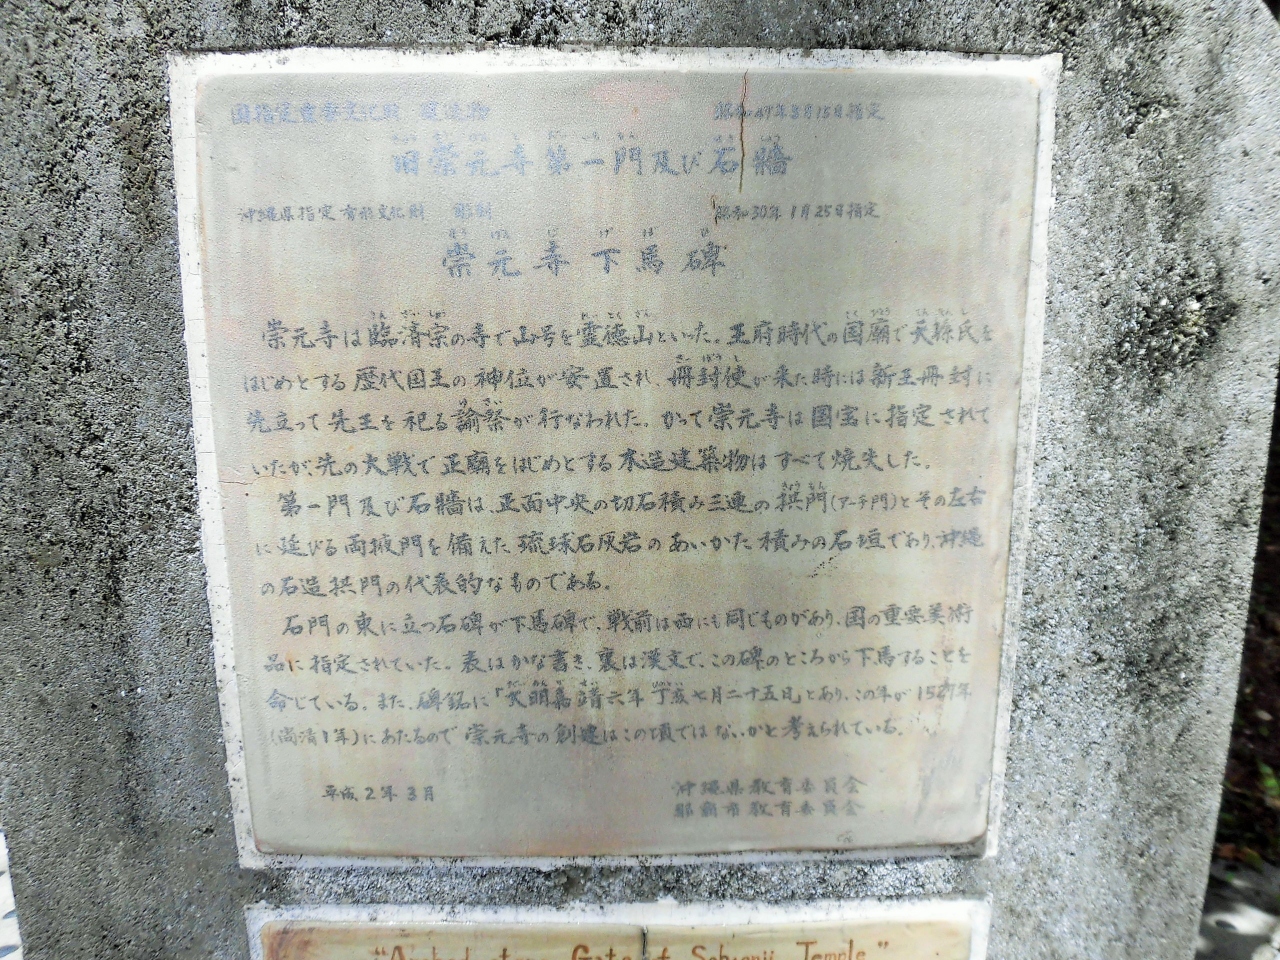 国指定重要文化財 建造物 昭和47年5月15日指定
旧崇元寺第一門及び石牆
沖縄県指定有形文化財 彫刻 昭和30年1月25日指定
崇元寺下馬碑
崇元寺は臨済宗の寺で山号を霊徳山といった。王府時代の国廟で天孫氏を
はじめとする歴代国王の神位が安置され、冊封使が来た時には新王冊封に
先立って先王を祀る諭祭が行なわれた。かって崇元寺は国宝に指定されて
いたが、先の大戦で正廟をはじめとする木造建築物はすべて焼失した。
第一門及び石牆は、正面中央の切石積み三連の拱門(アーチ門)とその左右
に延びる両掖門を備えた琉球石灰岩のあいかた積みの石垣であり、沖縄
の石造拱門の代表的なものである。
石門の東に立つ石碑が下馬碑で、戦前は西にも同じものがあり、国の重要美術
品に指定されていた。表はかな書き、裏は漢文で、この碑のところから下馬することを
命じている。また、碑銘に「大明嘉靖六年丁亥七月二十五日」とあり、この年が1527年
(尚清1年)にあたるので崇元寺の創建はこの頃ではないかと考えられている。
平成2年3月 沖縄県教育委員会
那覇市教育委員会
Gate Temple"